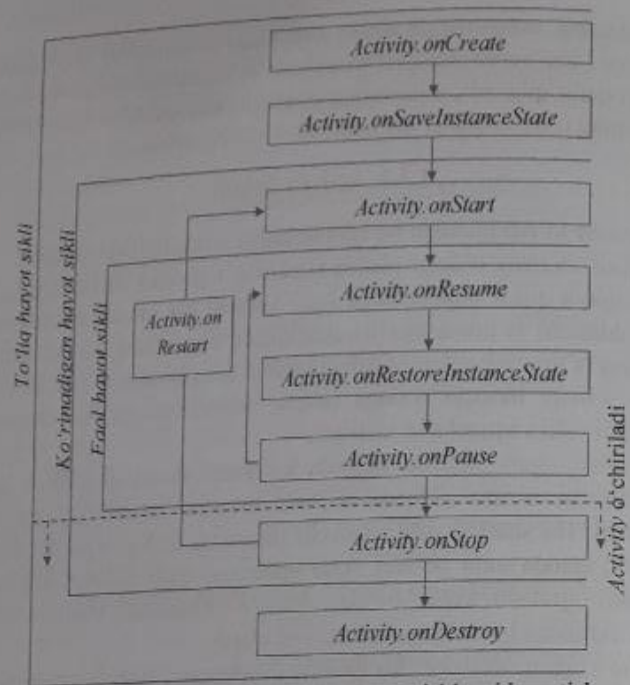 Activity.onCreate
Activity.onSaveInstanceState
Activity.onStart
Activity.onResume
Activity.on
Restart
Activity.onRestoreInstanceState
Activity.onPause
Activity.onStop
Activity.onDestroy
To'liq hayot sikli
Ko'rinadigan hayot sikli
Faol hayot sikli
Activity o'chiriladi